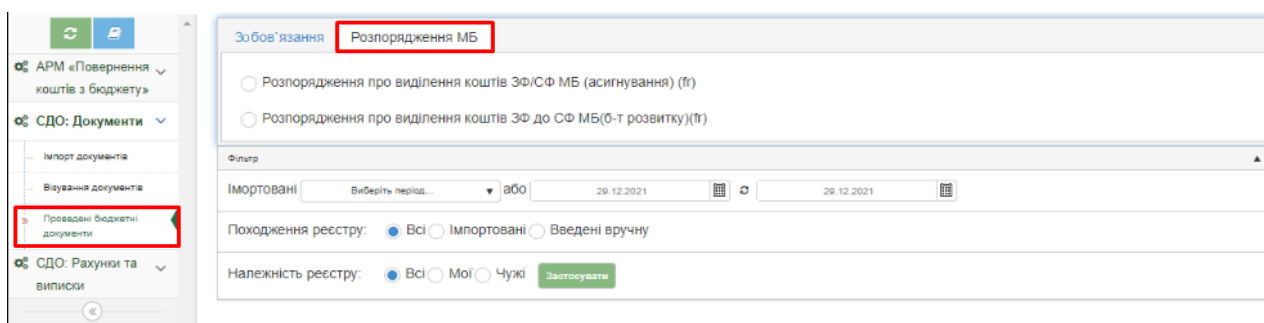 АРМ «Повернення
коштів з бюджету»
СДО: Документи
Імпорт документів
Візування документів
Проведені бюджетні
документи
СДО: Рахунки та
виписки
Зобов`язання Розпорядження МБ
Розпорядження про виділення коштів ЗФ/СФ МБ (асигнування) (fr)
Розпорядження про виділення коштів ЗФ до СФ МБ(б-т розвитку)(fr)
Фільтр
Імортовані Виберіть період... або 29.12.2021 29.12.2021
Походження реєстру: Всі Імпортовані Введені вручну
Належність реєстру: Всі Мої Чужі Застосувати